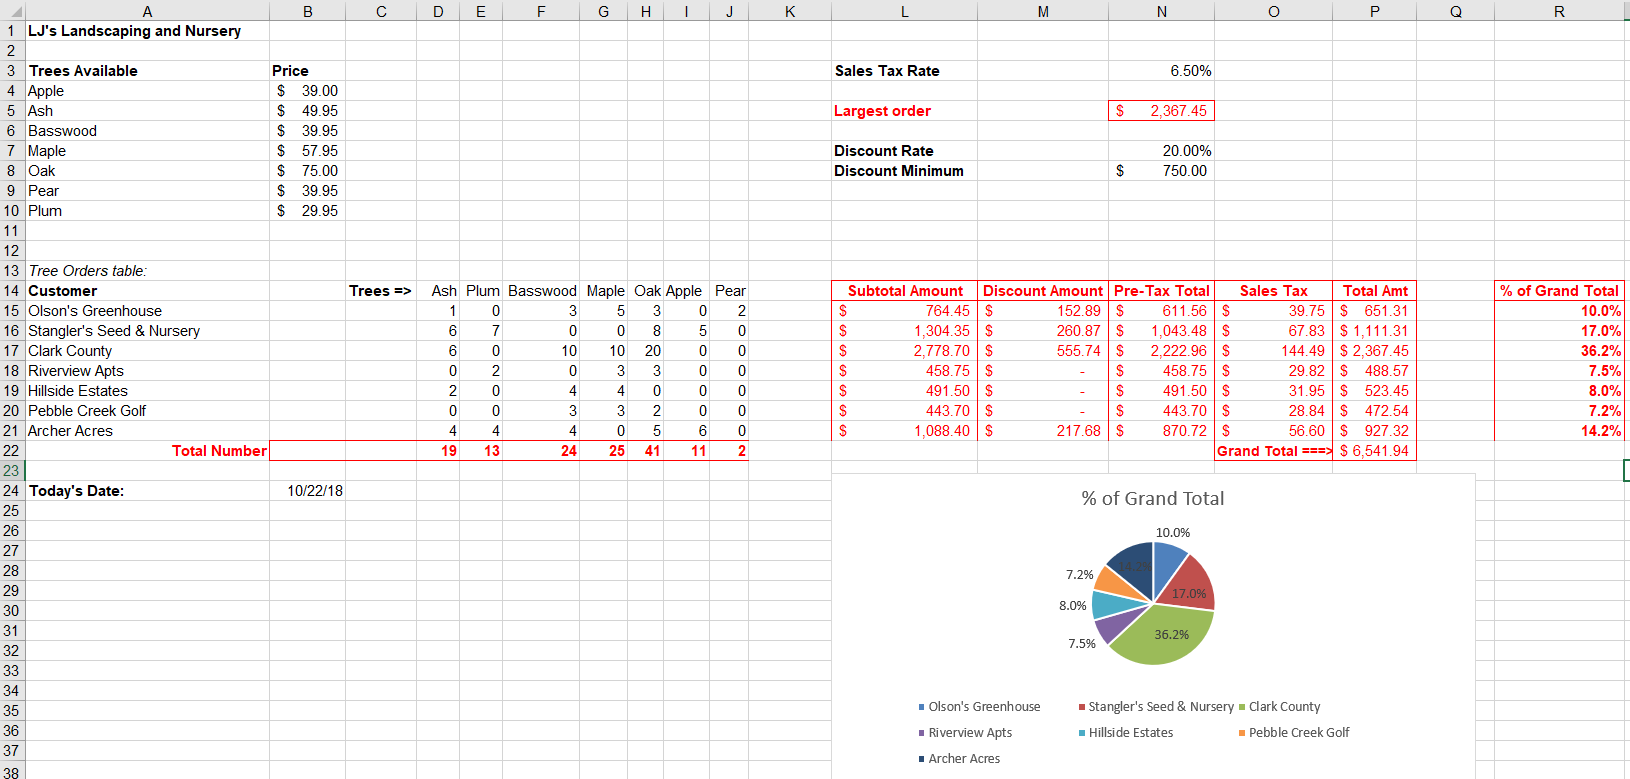 A B C D E F G H I J K L M N O P Q R
1 LJ's Landscaping and Nursery
2
3 Trees Available Price Sales Tax Rate 6.50%
4 Apple $ 39.00
5 Ash $ 49.95 Largest order $ 2,367.45
6 Basswood $ 39.95
7 Maple $ 57.95 Discount Rate 20.00%
8 Oak $ 75.00 Discount Minimum $ 750.00
9 Pear $ 39.95
10 Plum $ 29.95
11
12
13 Tree Orders table:
14 Customer Trees => Ash Plum Basswood Maple Oak Apple Pear Subtotal Amount Discount Amount Pre-Tax Total Sales Tax Total Amt % of Grand Total
15 Olson's Greenhouse 1 0 3 5 3 0 2 $ 764.45 $ 152.89 $ 611.56 $ 39.75 $ 651.31 10.0%
16 Stangler's Seed & Nursery 6 7 0 0 8 5 0 $ 1,304.35 $ 260.87 $ 1,043.48 $ 67.83 $ 1,111.31 17.0%
17 Clark County 6 0 10 10 20 0 0 $ 2,778.70 $ 555.74 $ 2,222.96 $ 144.49 $ 2,367.45 36.2%
18 Riverview Apts 0 2 0 3 3 0 0 $ 458.75 $ - $ 458.75 $ 29.82 $ 488.57 7.5%
19 Hillside Estates 2 0 4 4 0 0 0 $ 491.50 $ - $ 491.50 $ 31.95 $ 523.45 8.0%
20 Pebble Creek Golf 0 0 3 3 2 0 0 $ 443.70 $ - $ 443.70 $ 28.84 $ 472.54 7.2%
21 Archer Acres 4 4 4 0 5 6 0 $ 1,088.40 $ 217.68 $ 870.72 $ 56.60 $ 927.32 14.2%
22 Total Number 19 13 24 25 41 11 2 Grand Total ===> $ 6,541.94
23
24 Today's Date: 10/22/18
25
26
27
28
29
30
31
32
33
34
35
36
37
38
% of Grand Total
10.0%
14.2%
7.2%
17.0%
8.0%
36.2%
7.5%
Olson's Greenhouse Stangler's Seed & Nursery Clark County
Riverview Apts Hillside Estates Pebble Creek Golf
Archer Acres